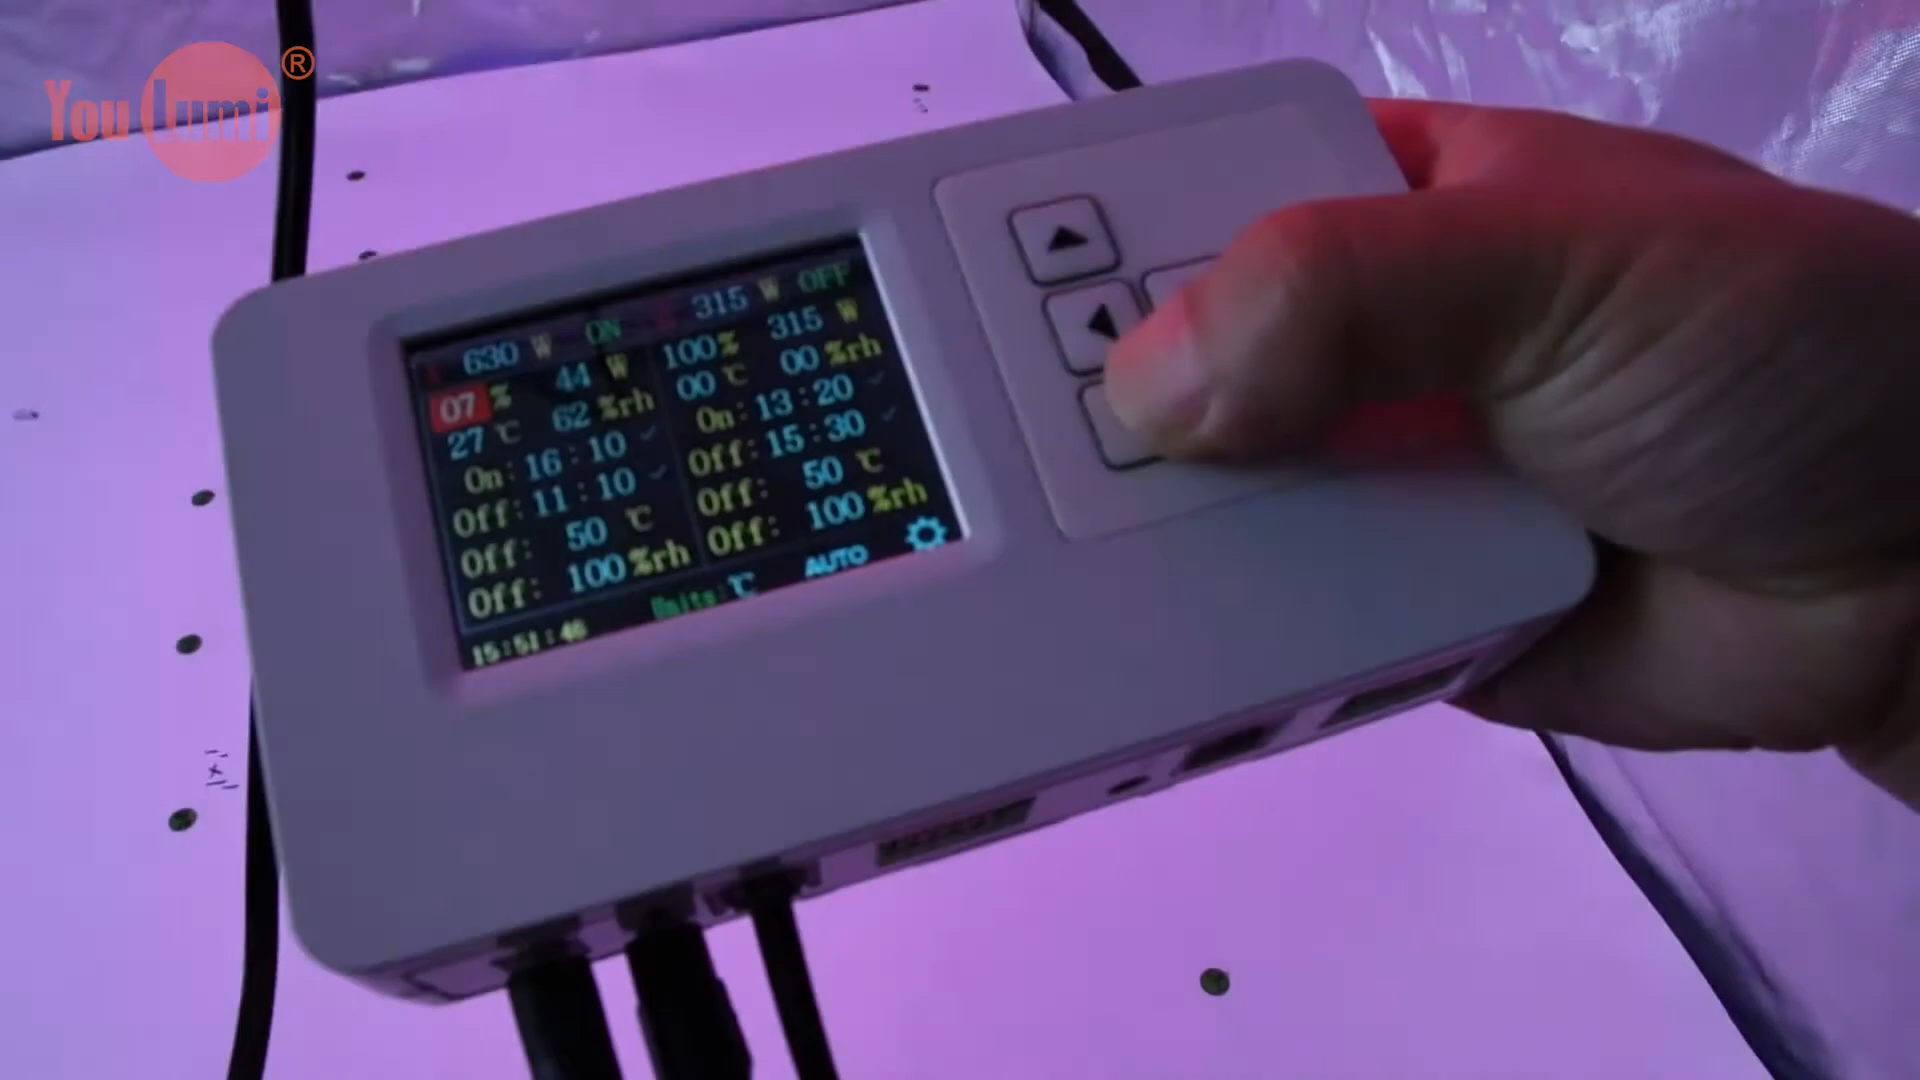 You Lumi®
630 W ON 315 W OFF
07 % 44 W 100% 315 W
27 ℃ 62 %rh 00 ℃ 00 %rh
On: 16 : 10 On: 13 : 20
Off: 11 : 10 Off: 15 : 30
Off: 50 ℃ Off: 50 ℃
Off: 100 %rh Off: 100 %rh
15:51:46 Units: ℃ AUTO